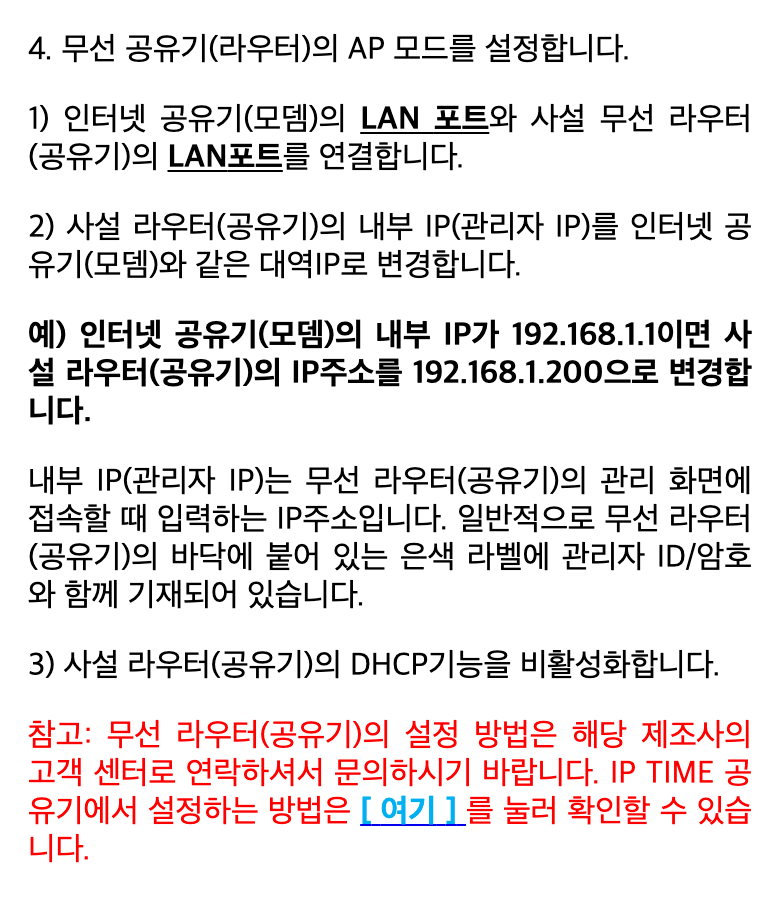 4. 무선 공유기(라우터)의 AP 모드를 설정합니다.
1) 인터넷 공유기(모뎀)의 LAN 포트와 사설 무선 라우터
(공유기)의 LAN포트를 연결합니다.
2) 사설 라우터(공유기)의 내부 IP(관리자 IP)를 인터넷 공
유기(모뎀)와 같은 대역IP로 변경합니다.
예) 인터넷 공유기(모뎀)의 내부 IP가 192.168.1.1이면 사
설 라우터(공유기)의 IP주소를 192.168.1.200으로 변경합
니다.
내부 IP(관리자 IP)는 무선 라우터(공유기)의 관리 화면에
접속할 때 입력하는 IP주소입니다. 일반적으로 무선 라우터
(공유기)의 바닥에 붙어 있는 은색 라벨에 관리자 ID/암호
와 함께 기재되어 있습니다.
3) 사설 라우터(공유기)의 DHCP기능을 비활성화합니다.
참고: 무선 라우터(공유기)의 설정 방법은 해당 제조사의
고객 센터로 연락하셔서 문의하시기 바랍니다. IP TIME 공
유기에서 설정하는 방법은 [ 여기 ] 를 눌러 확인할 수 있습
니다.